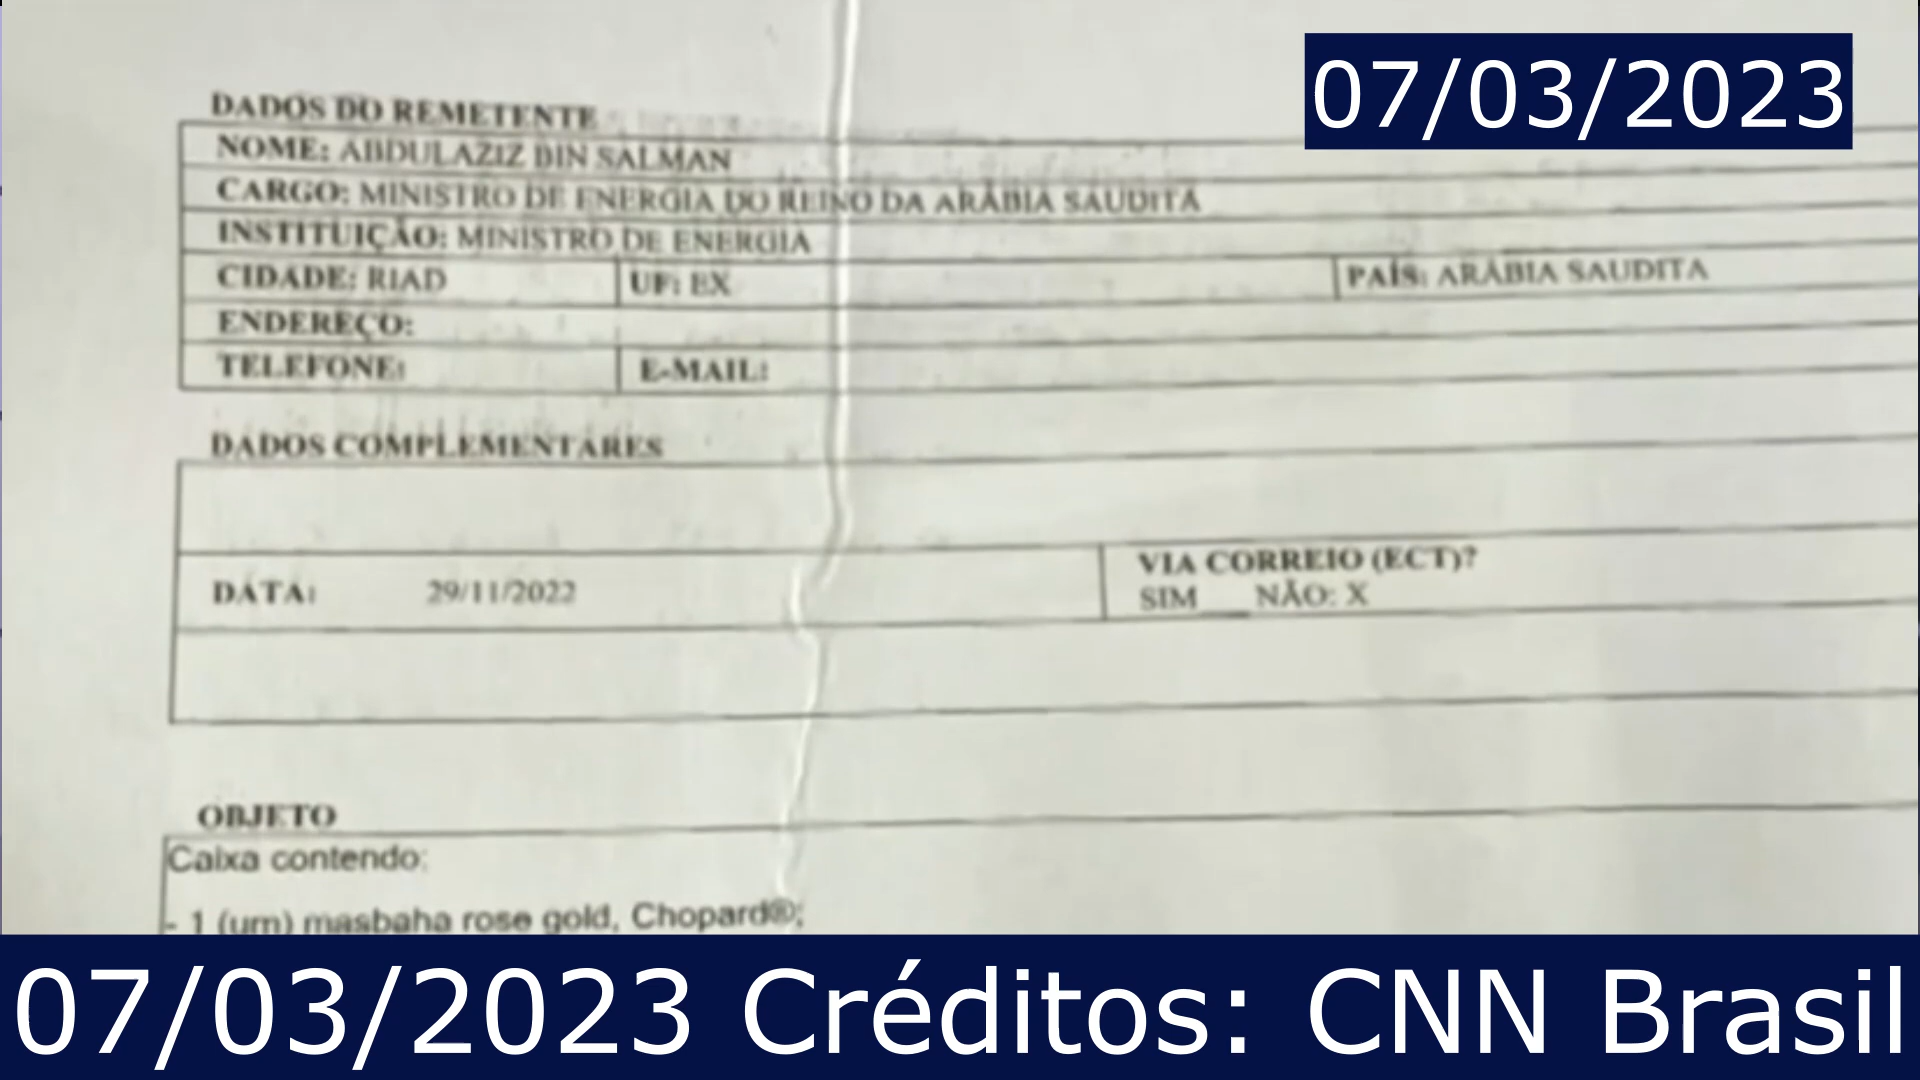 07/03/2023
DADOS DO REMETENTE
NOME: ABDULAZIZ BIN SALMAN
CARGO: MINISTRO DE ENERGIA DO REINO DA ARÁBIA SAUDITA
INSTITUIÇÃO: MINISTRO DE ENERGIA
CIDADE: RIAD UF: EX PAÍS: ARÁBIA SAUDITA
ENDEREÇO:
TELEFONE: E-MAIL:
DADOS COMPLEMENTARES
VIA CORREIO (ECT)?
DATA: 29/11/2022
SIM___ NÃO: X
OBJETO
Caixa contendo:
- 1 (um) masbaha rose gold, Chopard®;
07/03/2023 Créditos: CNN Brasil